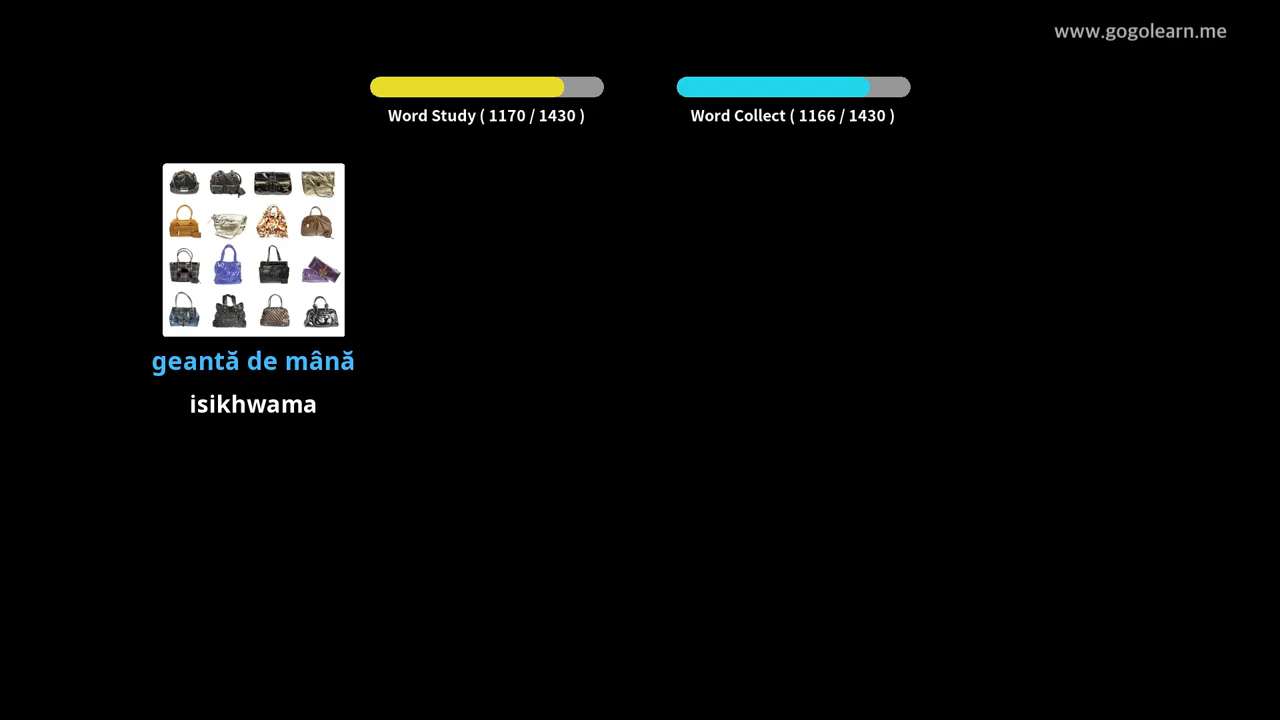 www.gogolearn.me
Word Study ( 1170 / 1430 )
Word Collect ( 1166 / 1430 )
geantă de mână
isikhwama